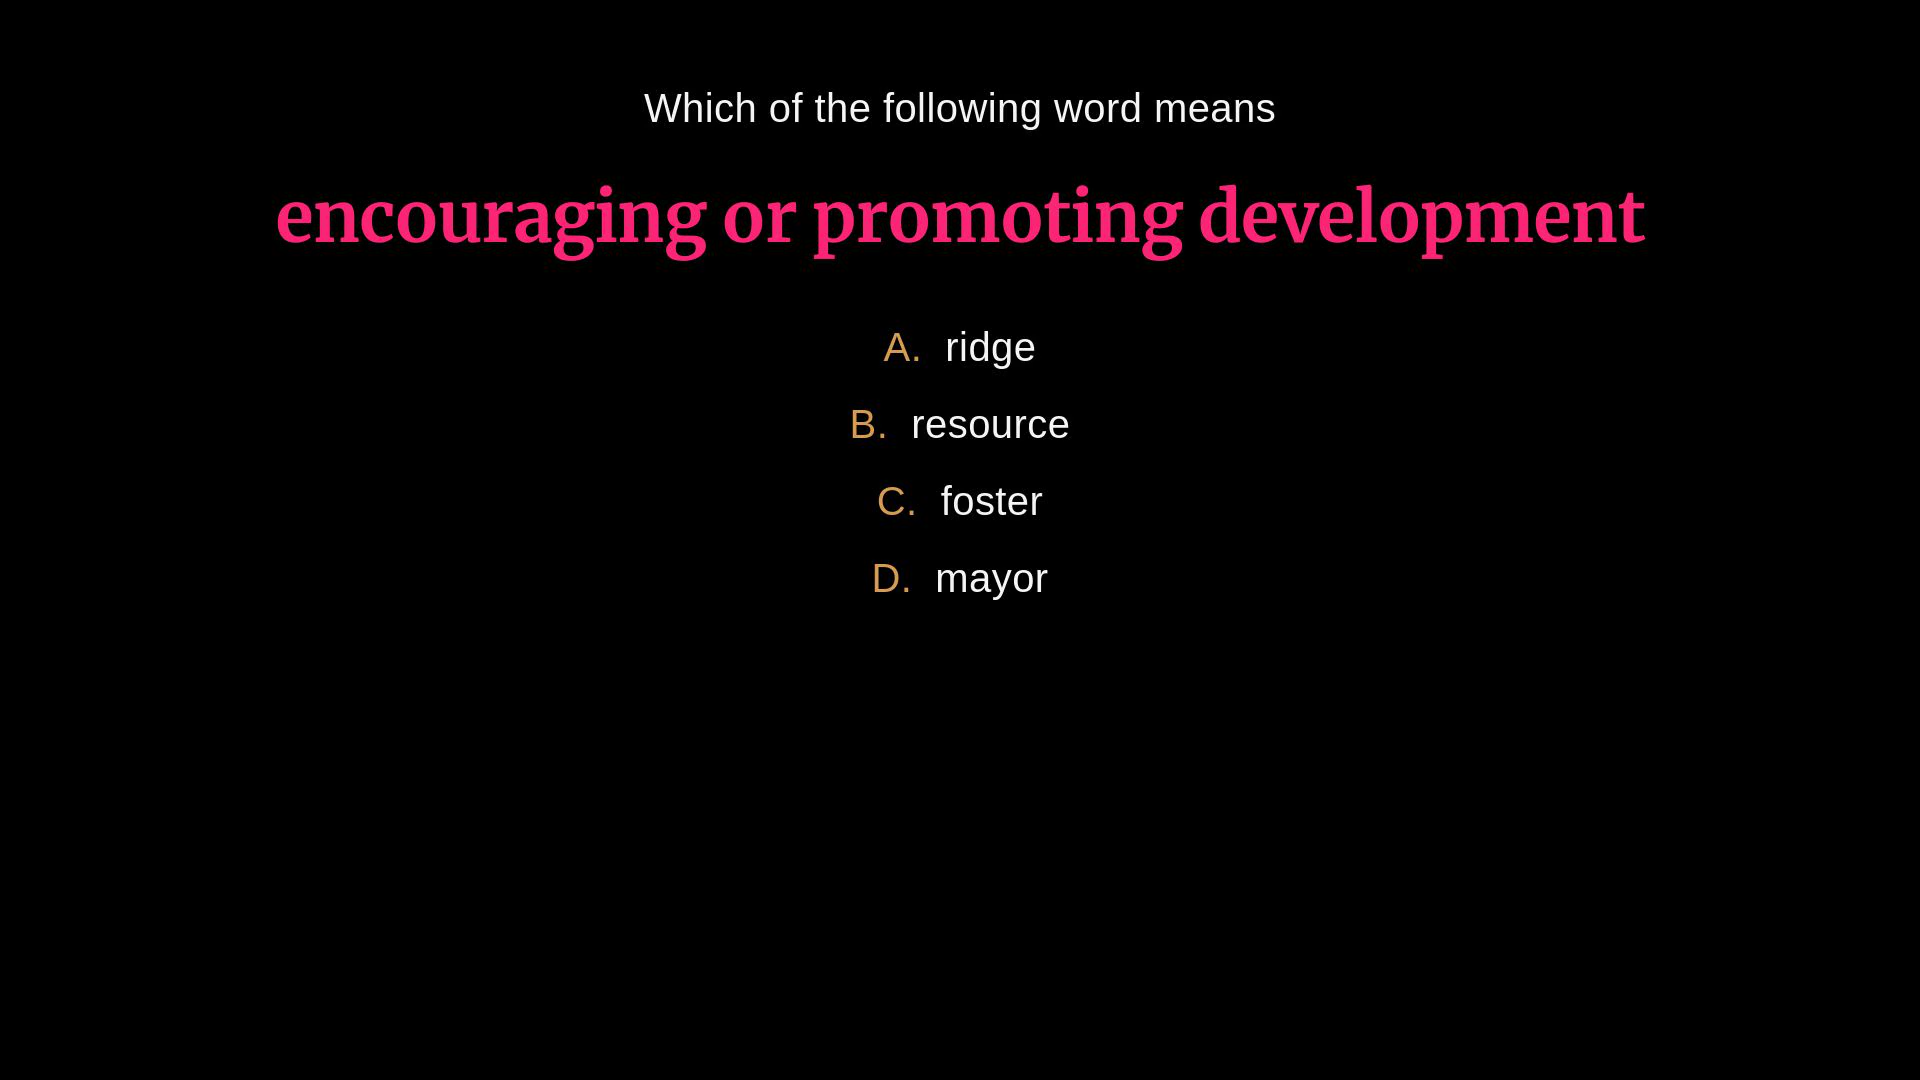 Which of the following word means
encouraging or promoting development
A. ridge
B. resource
C. foster
D. mayor